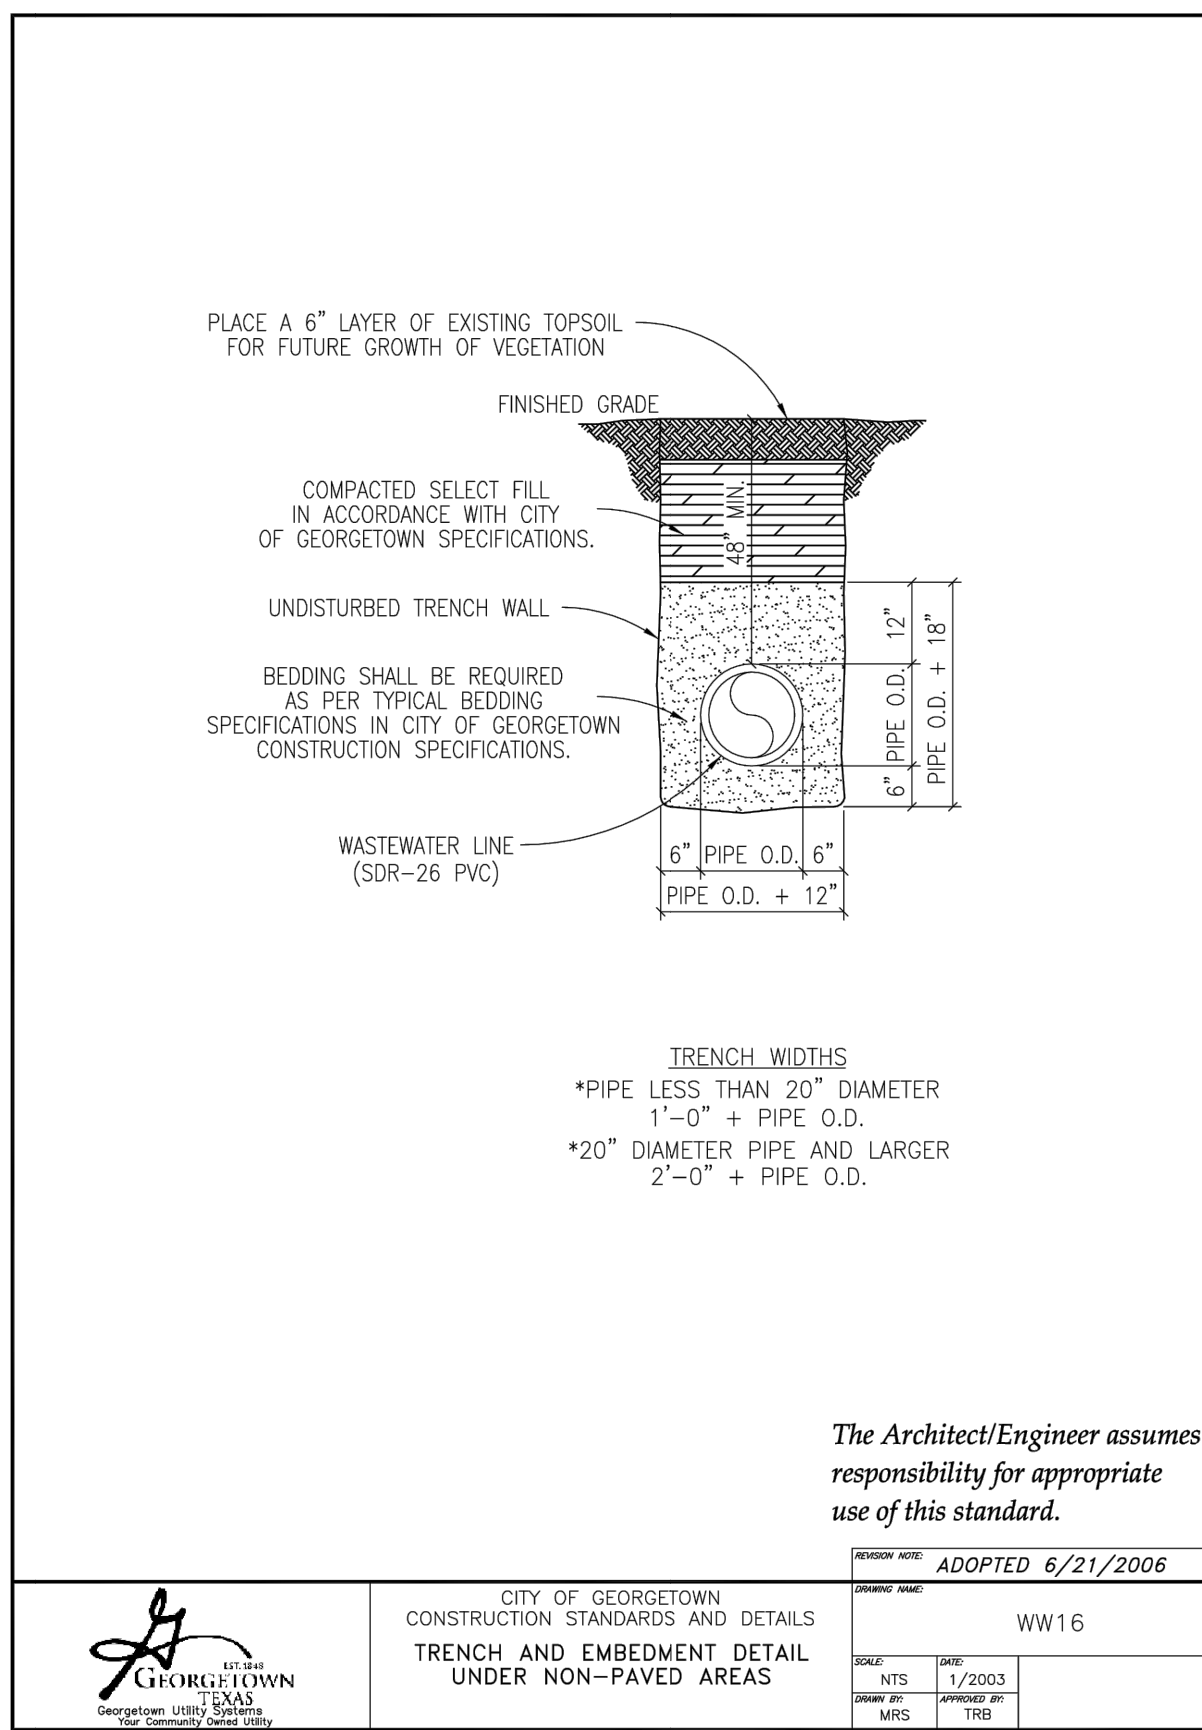 PLACE A 6” LAYER OF EXISTING TOPSOIL
FOR FUTURE GROWTH OF VEGETATION
FINISHED GRADE
COMPACTED SELECT FILL
IN ACCORDANCE WITH CITY
OF GEORGETOWN SPECIFICATIONS.
48” MIN.
UNDISTURBED TRENCH WALL
BEDDING SHALL BE REQUIRED
AS PER TYPICAL BEDDING
SPECIFICATIONS IN CITY OF GEORGETOWN
CONSTRUCTION SPECIFICATIONS.
12”
PIPE O.D.
6”
PIPE O.D. + 18”
WASTEWATER LINE
(SDR-26 PVC)
6” PIPE O.D. 6”
PIPE O.D. + 12”
TRENCH WIDTHS
*PIPE LESS THAN 20” DIAMETER
1’-0” + PIPE O.D.
*20” DIAMETER PIPE AND LARGER
2’-0” + PIPE O.D.
The Architect/Engineer assumes
responsibility for appropriate
use of this standard.
REVISION NOTE: ADOPTED 6/21/2006
EST. 1848
GEORGETOWN
TEXAS
Georgetown Utility Systems
Your Community Owned Utility
CITY OF GEORGETOWN
CONSTRUCTION STANDARDS AND DETAILS
TRENCH AND EMBEDMENT DETAIL
UNDER NON-PAVED AREAS
DRAWING NAME:
WW16
SCALE:
NTS
DATE:
1/2003
DRAWN BY:
MRS
APPROVED BY:
TRB